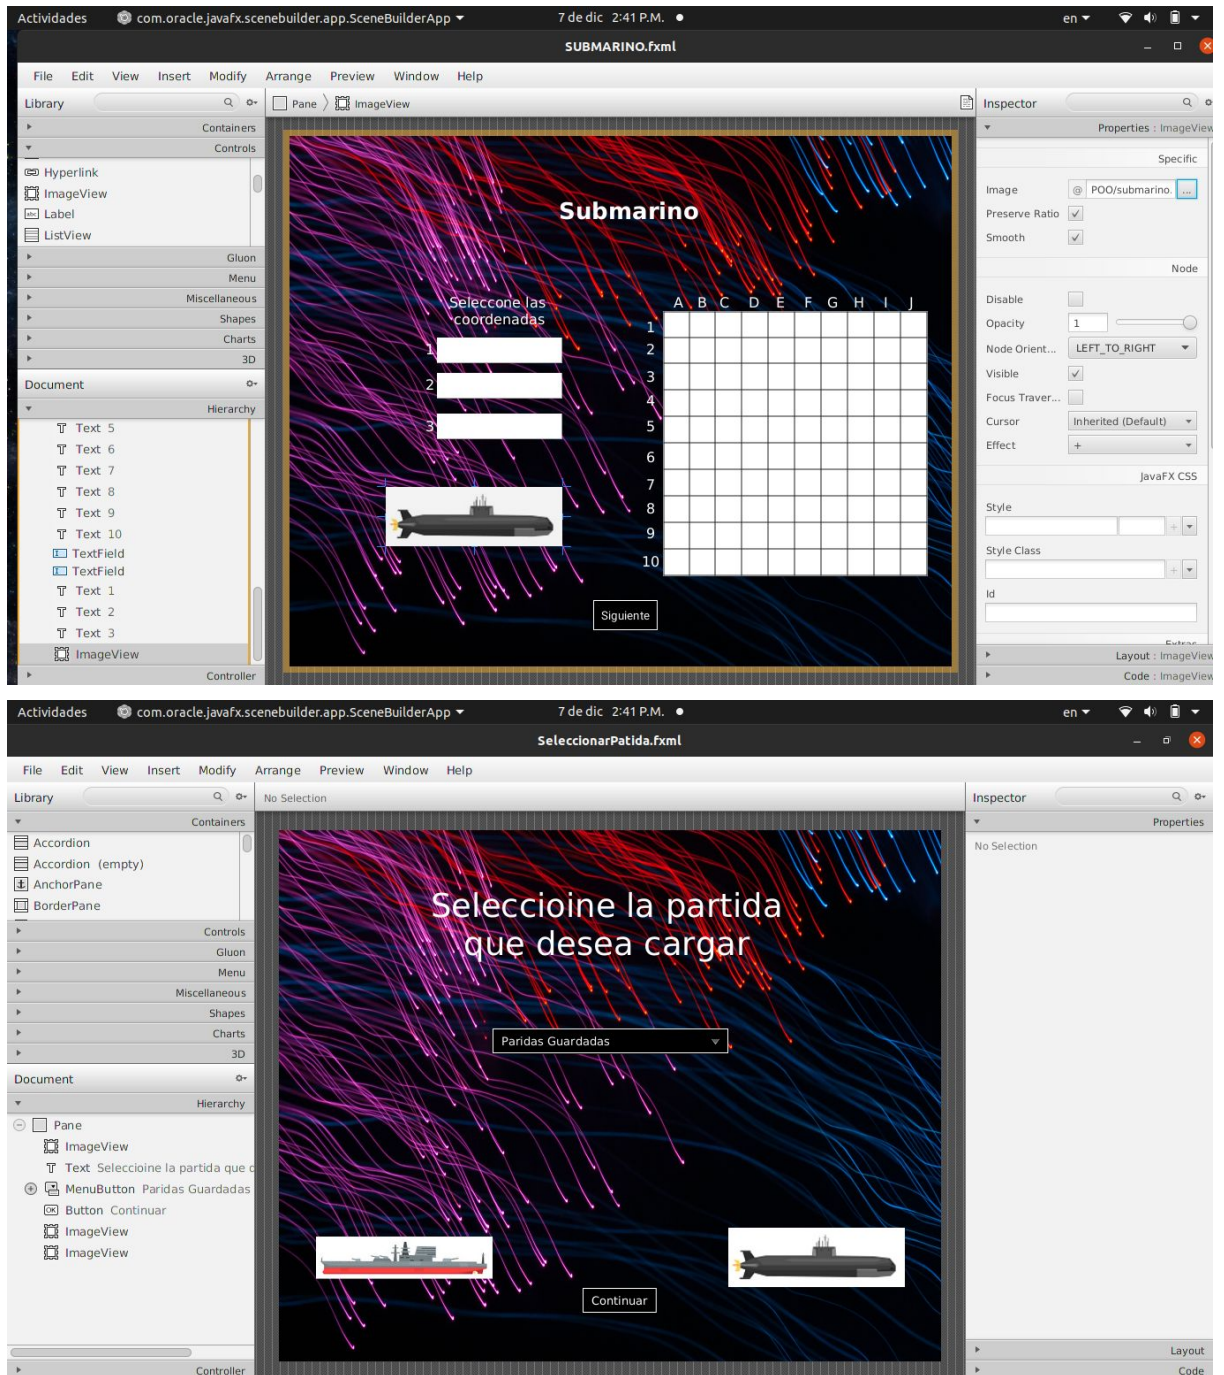 Actividades com.oracle.javafx.scenebuilder.app.SceneBuilderApp 7 de dic 2:41 P.M. en
SUBMARINO.fxml
File Edit View Insert Modify Arrange Preview Window Help
Library
Containers
Controls
Hyperlink
ImageView
Label
ListView
Gluon
Menu
Miscellaneous
Shapes
Charts
3D
Document
Hierarchy
Text 5
Text 6
Text 7
Text 8
Text 9
Text 10
TextField
TextField
Text 1
Text 2
Text 3
ImageView
Controller
Pane ImageView
Submarino
Seleccone las
coordenadas
1
2
3
A B C D E F G H I J
1
2
3
4
5
6
7
8
9
10
Siguiente
Inspector
Properties : ImageView
Specific
Image @ POO/submarino. ...
Preserve Ratio
Smooth
Node
Disable
Opacity 1
Node Orient... LEFT_TO_RIGHT
Visible
Focus Traver...
Cursor Inherited (Default)
Effect +
JavaFX CSS
Style
Style Class
Id
Extras
Layout : ImageView
Code : ImageView
Actividades com.oracle.javafx.scenebuilder.app.SceneBuilderApp 7 de dic 2:41 P.M. en
SeleccionarPatida.fxml
File Edit View Insert Modify Arrange Preview Window Help
Library
Containers
Accordion
Accordion (empty)
AnchorPane
BorderPane
Controls
Gluon
Menu
Miscellaneous
Shapes
Charts
3D
Document
Hierarchy
Pane
ImageView
Text Seleccioine la partida que
MenuButton Paridas Guardadas
Button Continuar
ImageView
ImageView
Controller
No Selection
Seleccioine la partida
que desea cargar
Paridas Guardadas
Continuar
Inspector
Properties
No Selection
Layout
Code